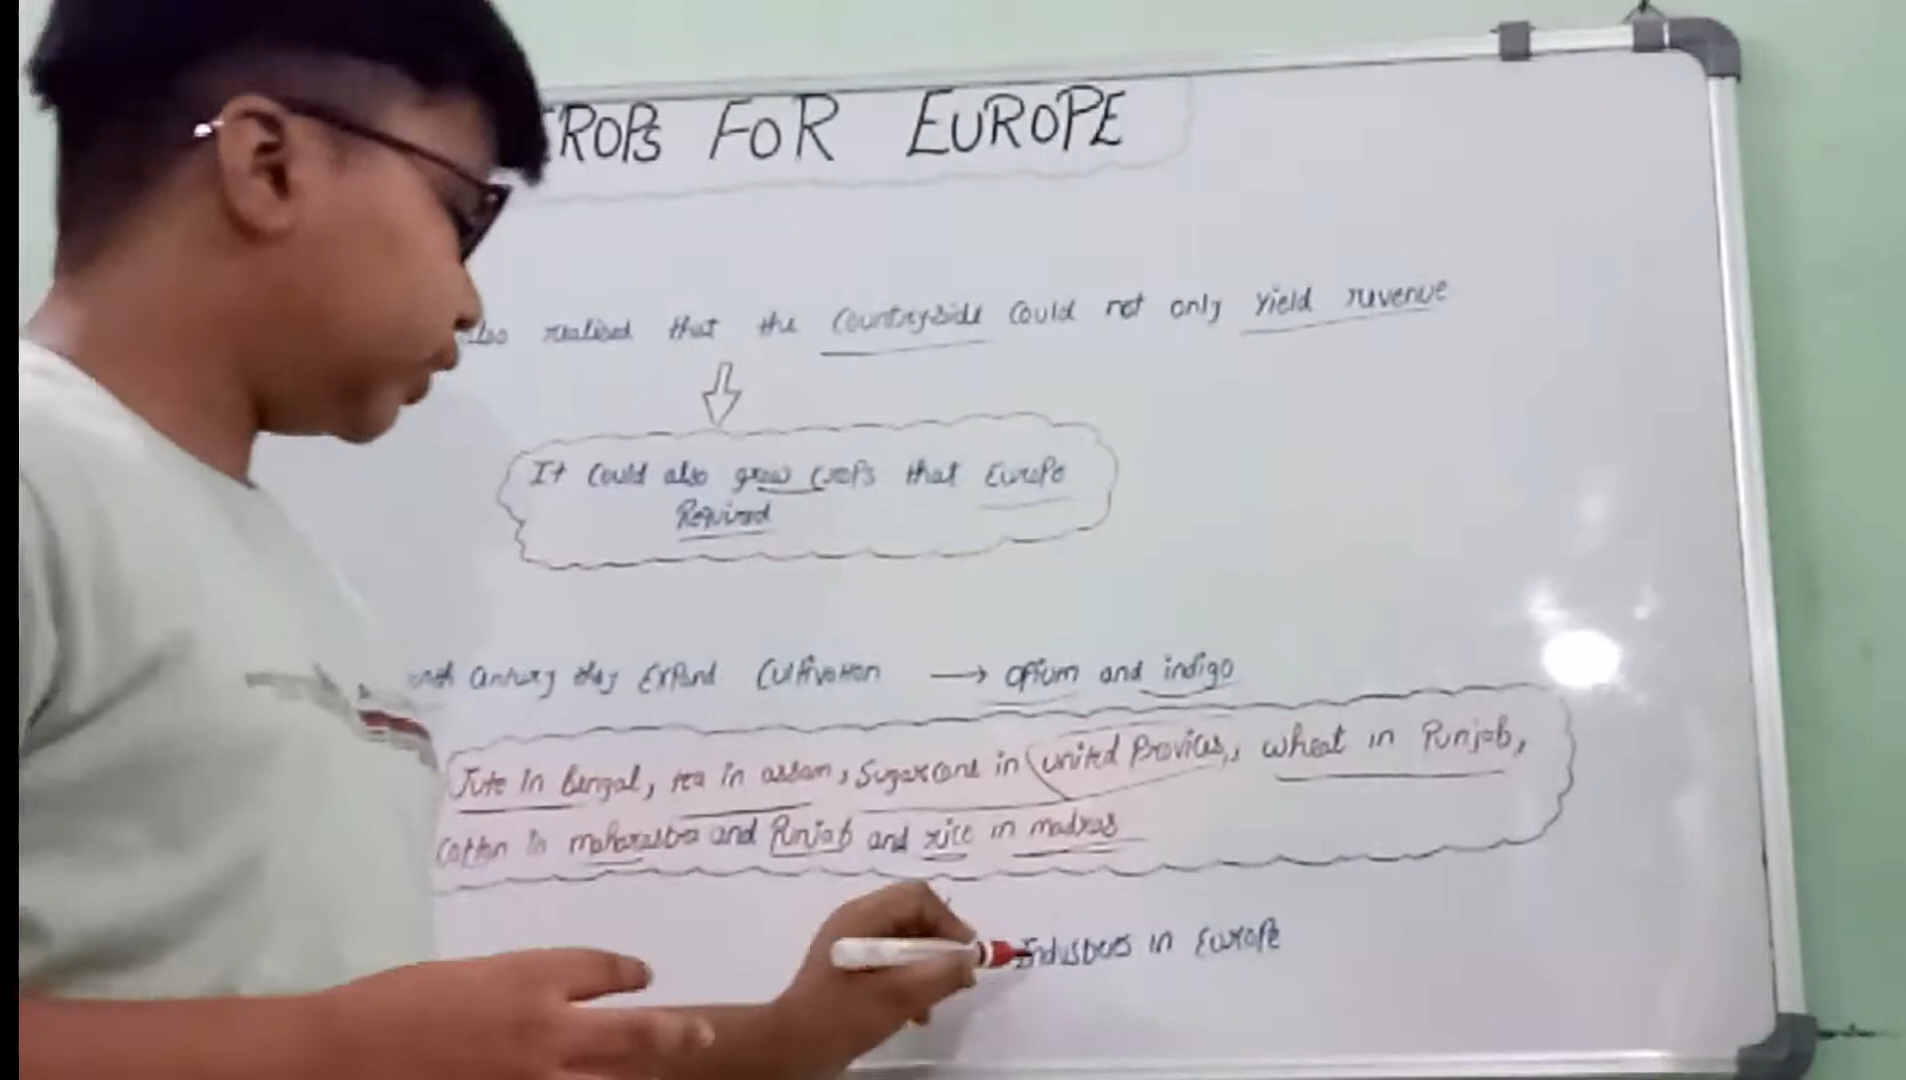 CROPS FOR EUROPE
also realised that the Countryside Could not only yield revenue
It Could also grow crops that Europe
Required
Century they Expand Cultivation → opium and indigo
Jute in Bengal, tea in assam, Sugarcane in united Provices, wheat in Punjab,
Cotton in maharastra and Punjab and rice in madras
Industries in Europe